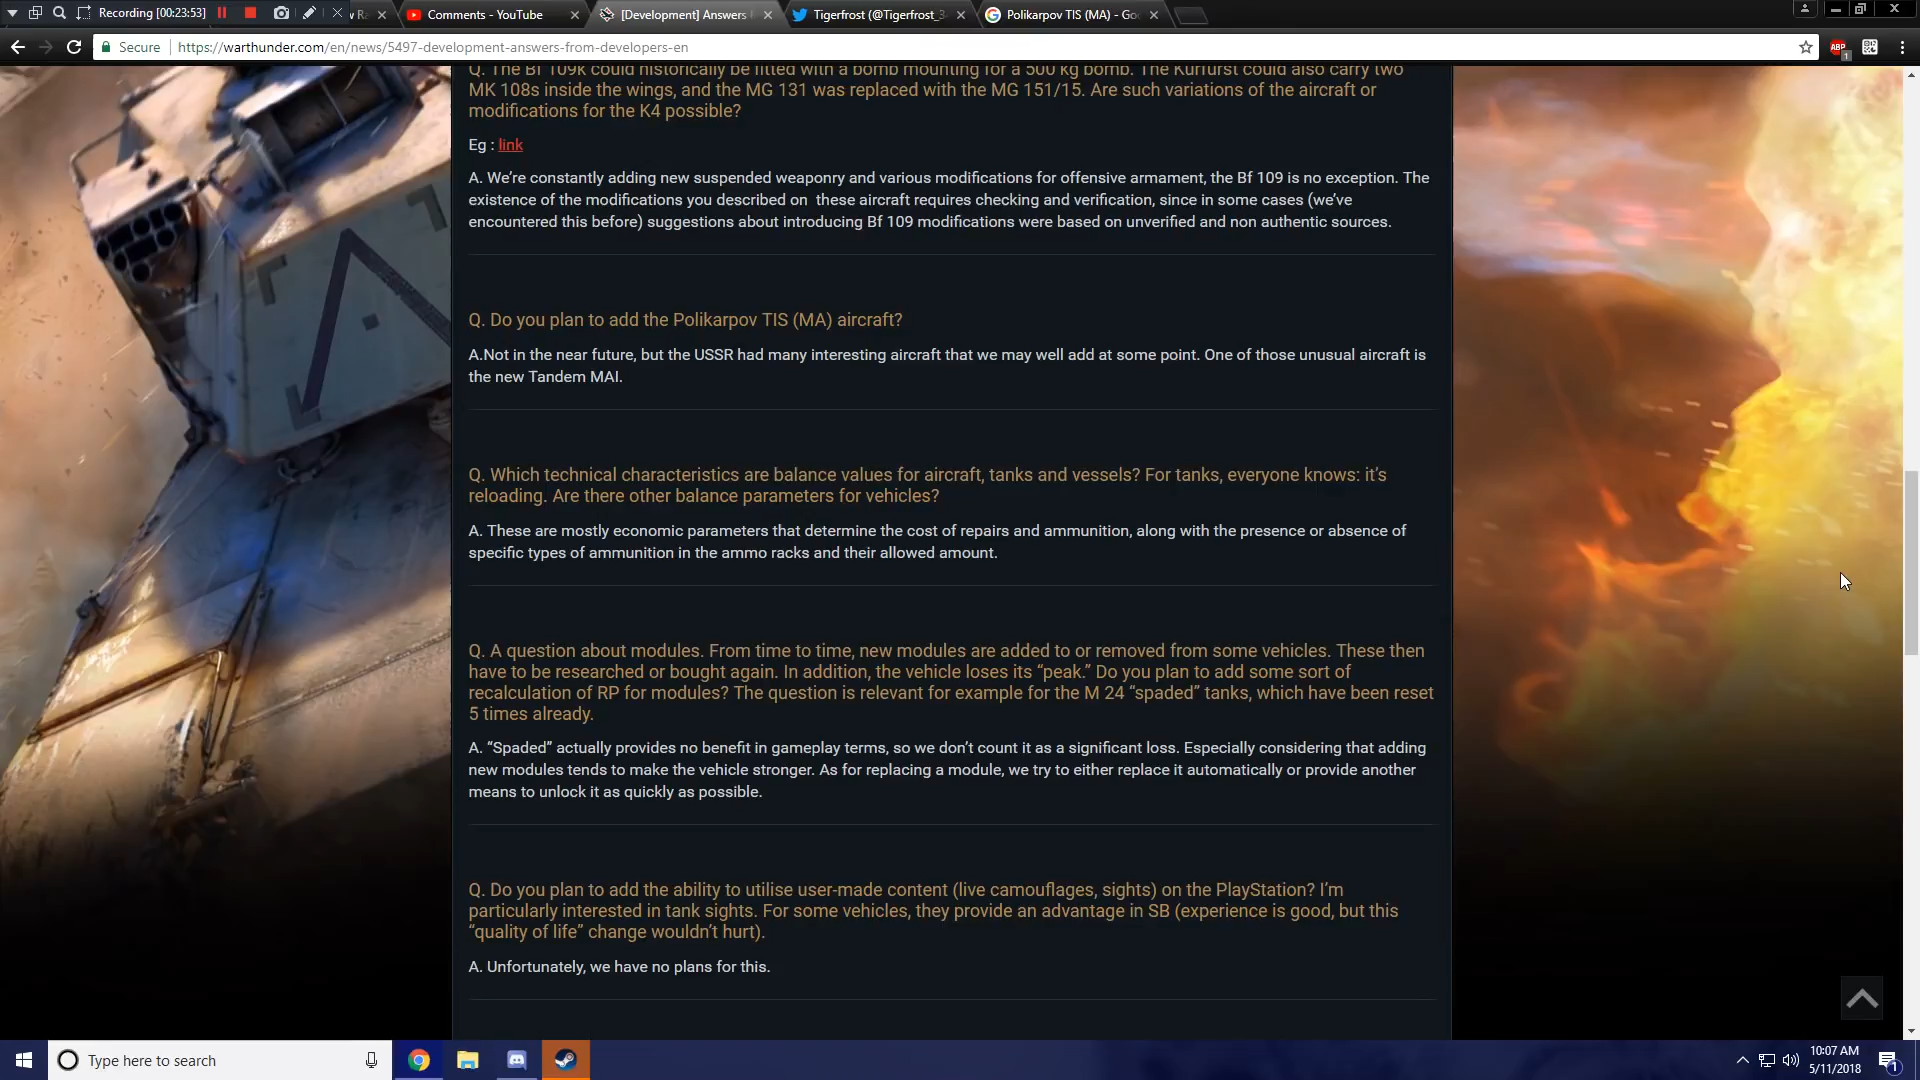 Recording [00:23:53]
w Ra
Comments - YouTube
[Development] Answers
Tigerfrost (@Tigerfrost_3
Polikarpov TIS (MA) - Goo
Secure
https://warthunder.com/en/news/5497-development-answers-from-developers-en
ABP
1
Q. The Bf 109k could historically be fitted with a bomb mounting for a 500 kg bomb. The Kurfurst could also carry two
MK 108s inside the wings, and the MG 131 was replaced with the MG 151/15. Are such variations of the aircraft or
modifications for the K4 possible?
Eg : link
A. We're constantly adding new suspended weaponry and various modifications for offensive armament, the Bf 109 is no exception. The
existence of the modifications you described on these aircraft requires checking and verification, since in some cases (we've
encountered this before) suggestions about introducing Bf 109 modifications were based on unverified and non authentic sources.
Q. Do you plan to add the Polikarpov TIS (MA) aircraft?
A.Not in the near future, but the USSR had many interesting aircraft that we may well add at some point. One of those unusual aircraft is
the new Tandem MAI.
Q. Which technical characteristics are balance values for aircraft, tanks and vessels? For tanks, everyone knows: it's
reloading. Are there other balance parameters for vehicles?
A. These are mostly economic parameters that determine the cost of repairs and ammunition, along with the presence or absence of
specific types of ammunition in the ammo racks and their allowed amount.
Q. A question about modules. From time to time, new modules are added to or removed from some vehicles. These then
have to be researched or bought again. In addition, the vehicle loses its “peak.” Do you plan to add some sort of
recalculation of RP for modules? The question is relevant for example for the M 24 “spaded” tanks, which have been reset
5 times already.
A. “Spaded” actually provides no benefit in gameplay terms, so we don't count it as a significant loss. Especially considering that adding
new modules tends to make the vehicle stronger. As for replacing a module, we try to either replace it automatically or provide another
means to unlock it as quickly as possible.
Q. Do you plan to add the ability to utilise user-made content (live camouflages, sights) on the PlayStation? I'm
particularly interested in tank sights. For some vehicles, they provide an advantage in SB (experience is good, but this
“quality of life” change wouldn't hurt).
A. Unfortunately, we have no plans for this.
Type here to search
10:07 AM
5/11/2018
1